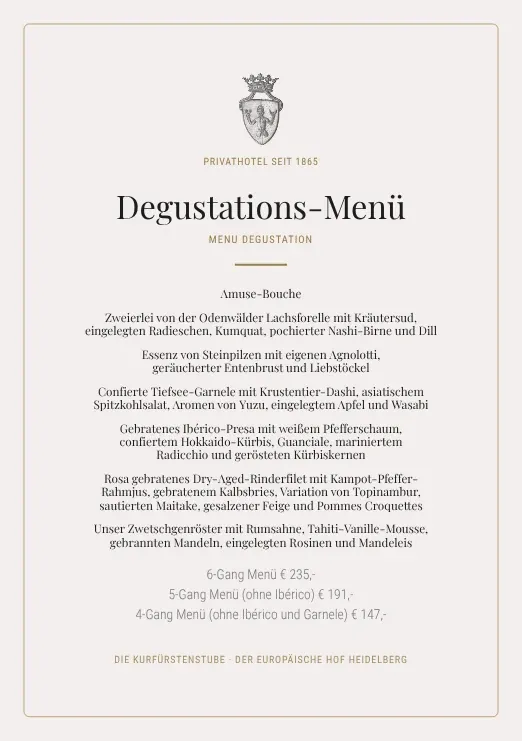 PRIVATHOTEL SEIT 1865
Degustations-Menü
MENU DEGUSTATION
Amuse-Bouche
Zweierlei von der Odenwälder Lachsforelle mit Kräutersud,
eingelegten Radieschen, Kumquat, pochierter Nashi-Birne und Dill
Essenz von Steinpilzen mit eigenen Agnolotti,
geräucherter Entenbrust und Liebstöckel
Confierte Tiefsee-Garnele mit Krustentier-Dashi, asiatischem
Spitzkohlsalat, Aromen von Yuzu, eingelegtem Apfel und Wasabi
Gebratenes Ibérico-Presa mit weißem Pfefferschaum,
confiertem Hokkaido-Kürbis, Guanciale, mariniertem
Radicchio und gerösteten Kürbiskernen
Rosa gebratenes Dry-Aged-Rinderfilet mit Kampot-Pfeffer-
Rahmjus, gebratenem Kalbsbries, Variation von Topinambur,
sautierten Maitake, gesalzener Feige und Pommes Croquettes
Unser Zwetschgenröster mit Rumsahne, Tahiti-Vanille-Mousse,
gebrannten Mandeln, eingelegten Rosinen und Mandeleis
6-Gang Menü € 235,-
5-Gang Menü (ohne Ibérico) € 191,-
4-Gang Menü (ohne Ibérico und Garnele) € 147,-
DIE KURFÜRSTENSTUBE · DER EUROPÄISCHE HOF HEIDELBERG